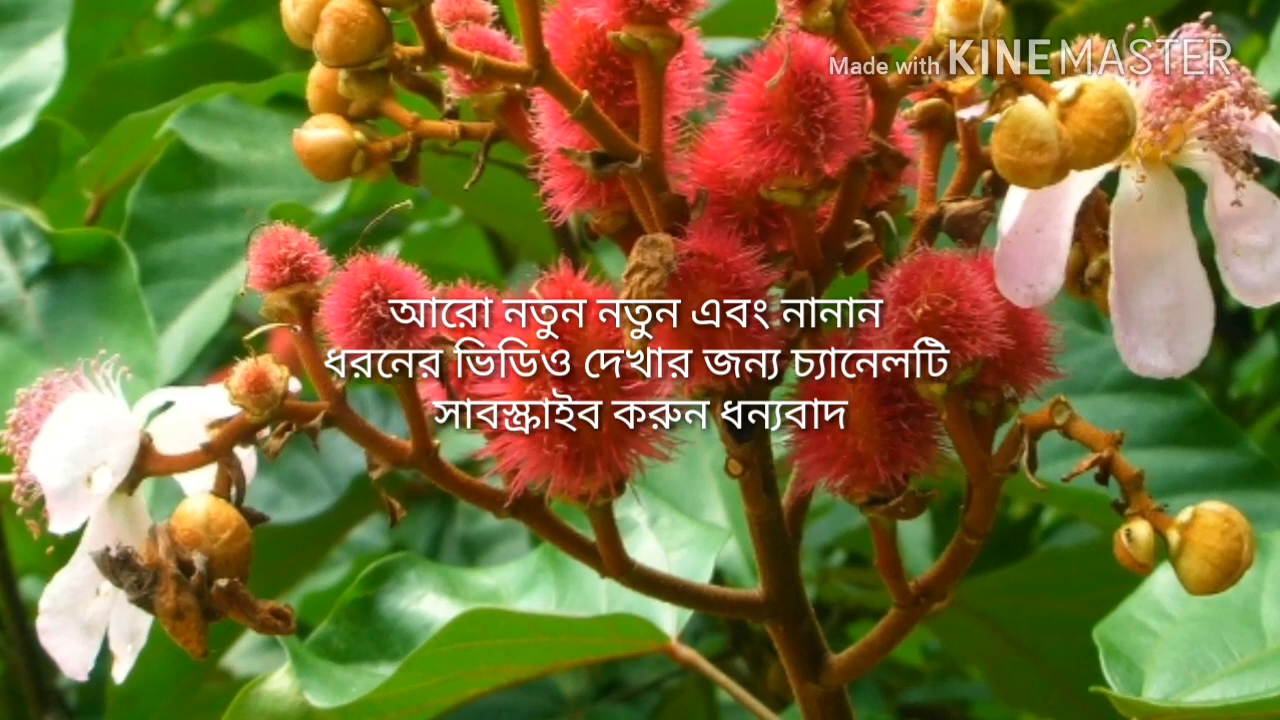 Made with KINEMASTER
আরো নতুন নতুন এবং নানান
ধরনের ভিডিও দেখার জন্য চ্যানেলটি
সাবস্ক্রাইব করুন ধন্যবাদ